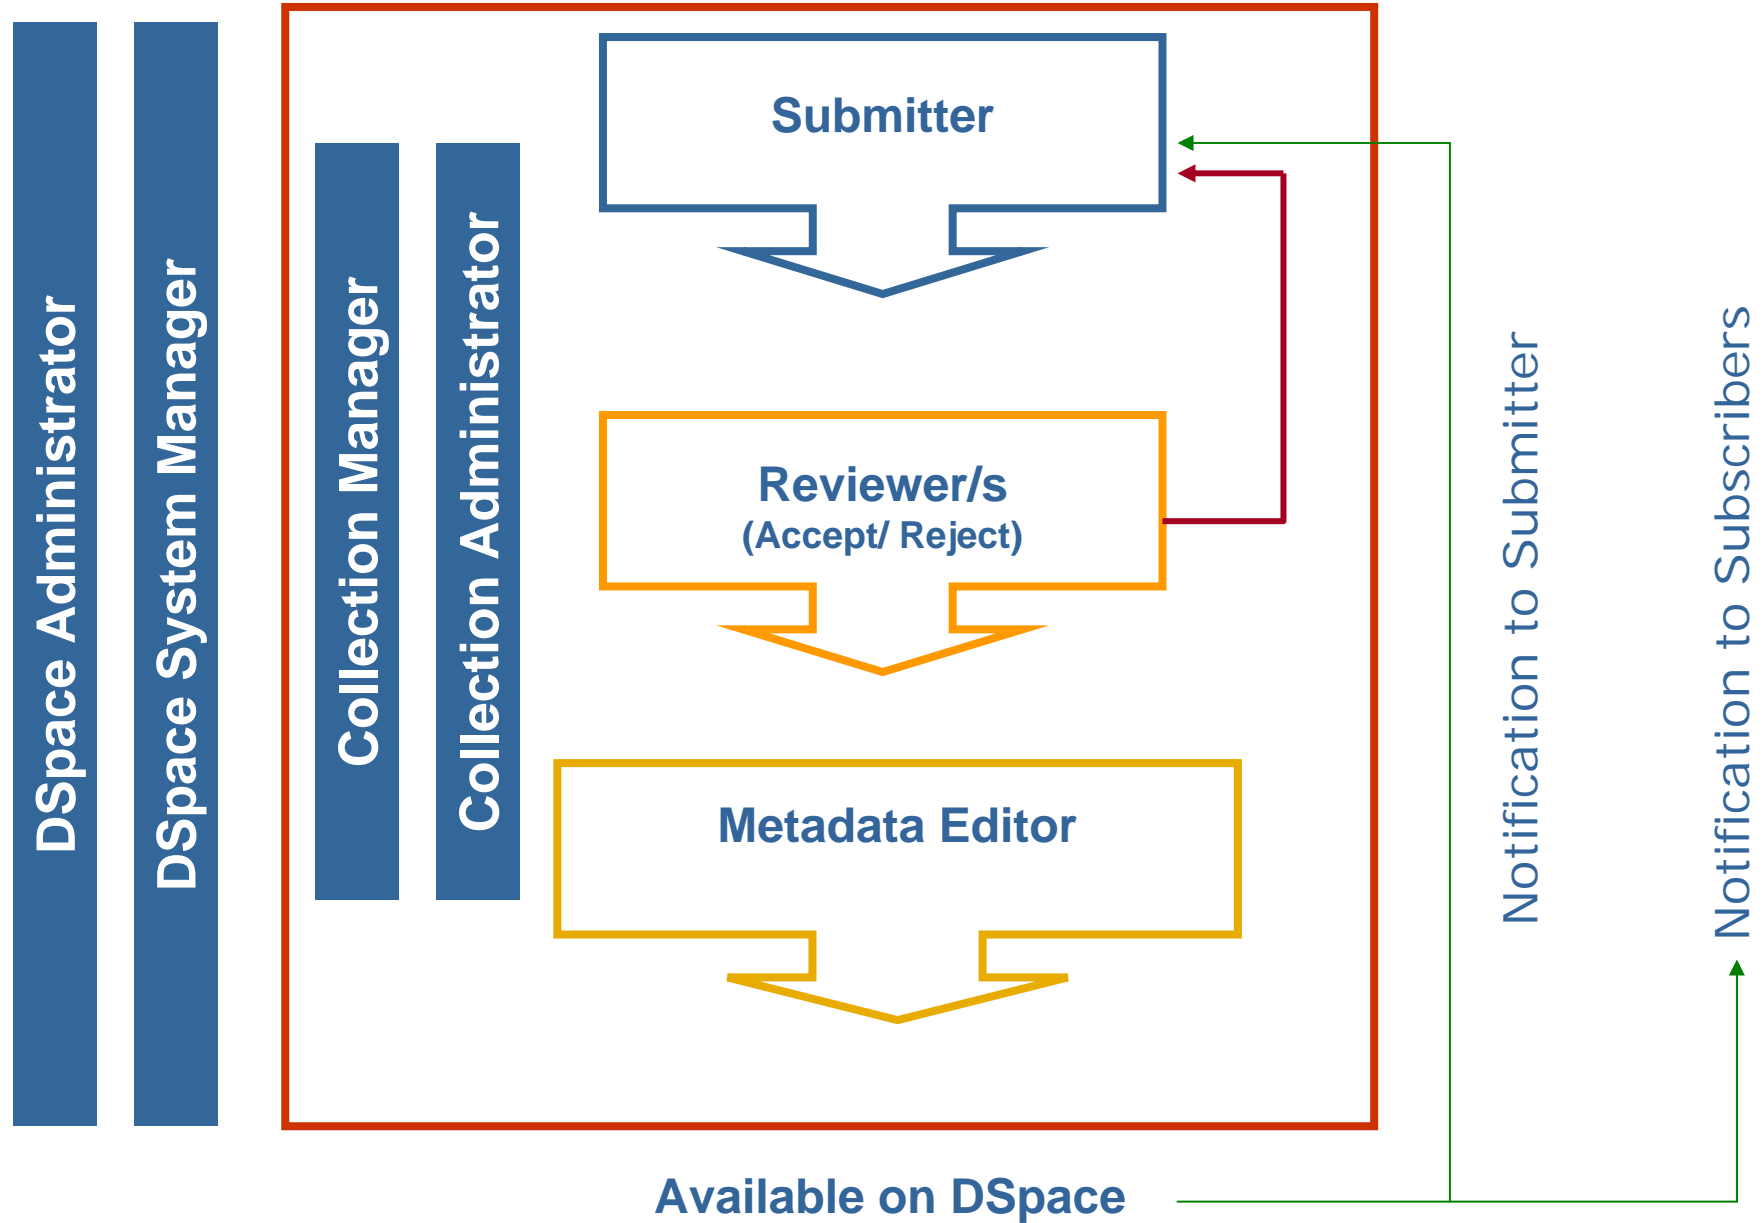 DSpace Administrator
DSpace System Manager
Collection Manager
Collection Administrator
Submitter
Reviewer/s
(Accept/ Reject)
Metadata Editor
Available on DSpace
Notification to Submitter
Notification to Subscribers